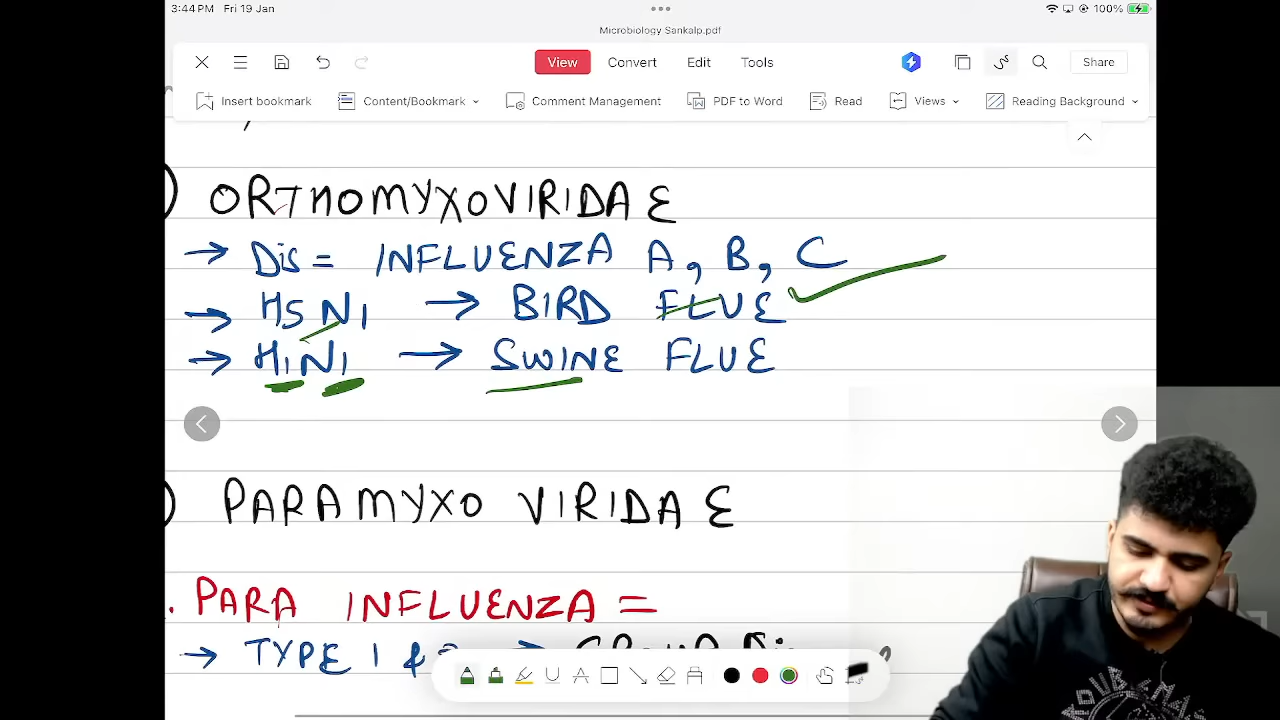 3:44 PM Fri 19 Jan
100%
Microbiology Sankalp.pdf
View Convert Edit Tools Share
Insert bookmark Content/Bookmark Comment Management PDF to Word Read Views Reading Background
ORTHOMYXOVIRIDAE
→ Dis = INFLUENZA A, B, C
→ H5N1 → BIRD FLUE
→ H1N1 → SWINE FLUE
PARAMYXO VIRIDAE
. PARA INFLUENZA =
→ TYPE 1 &